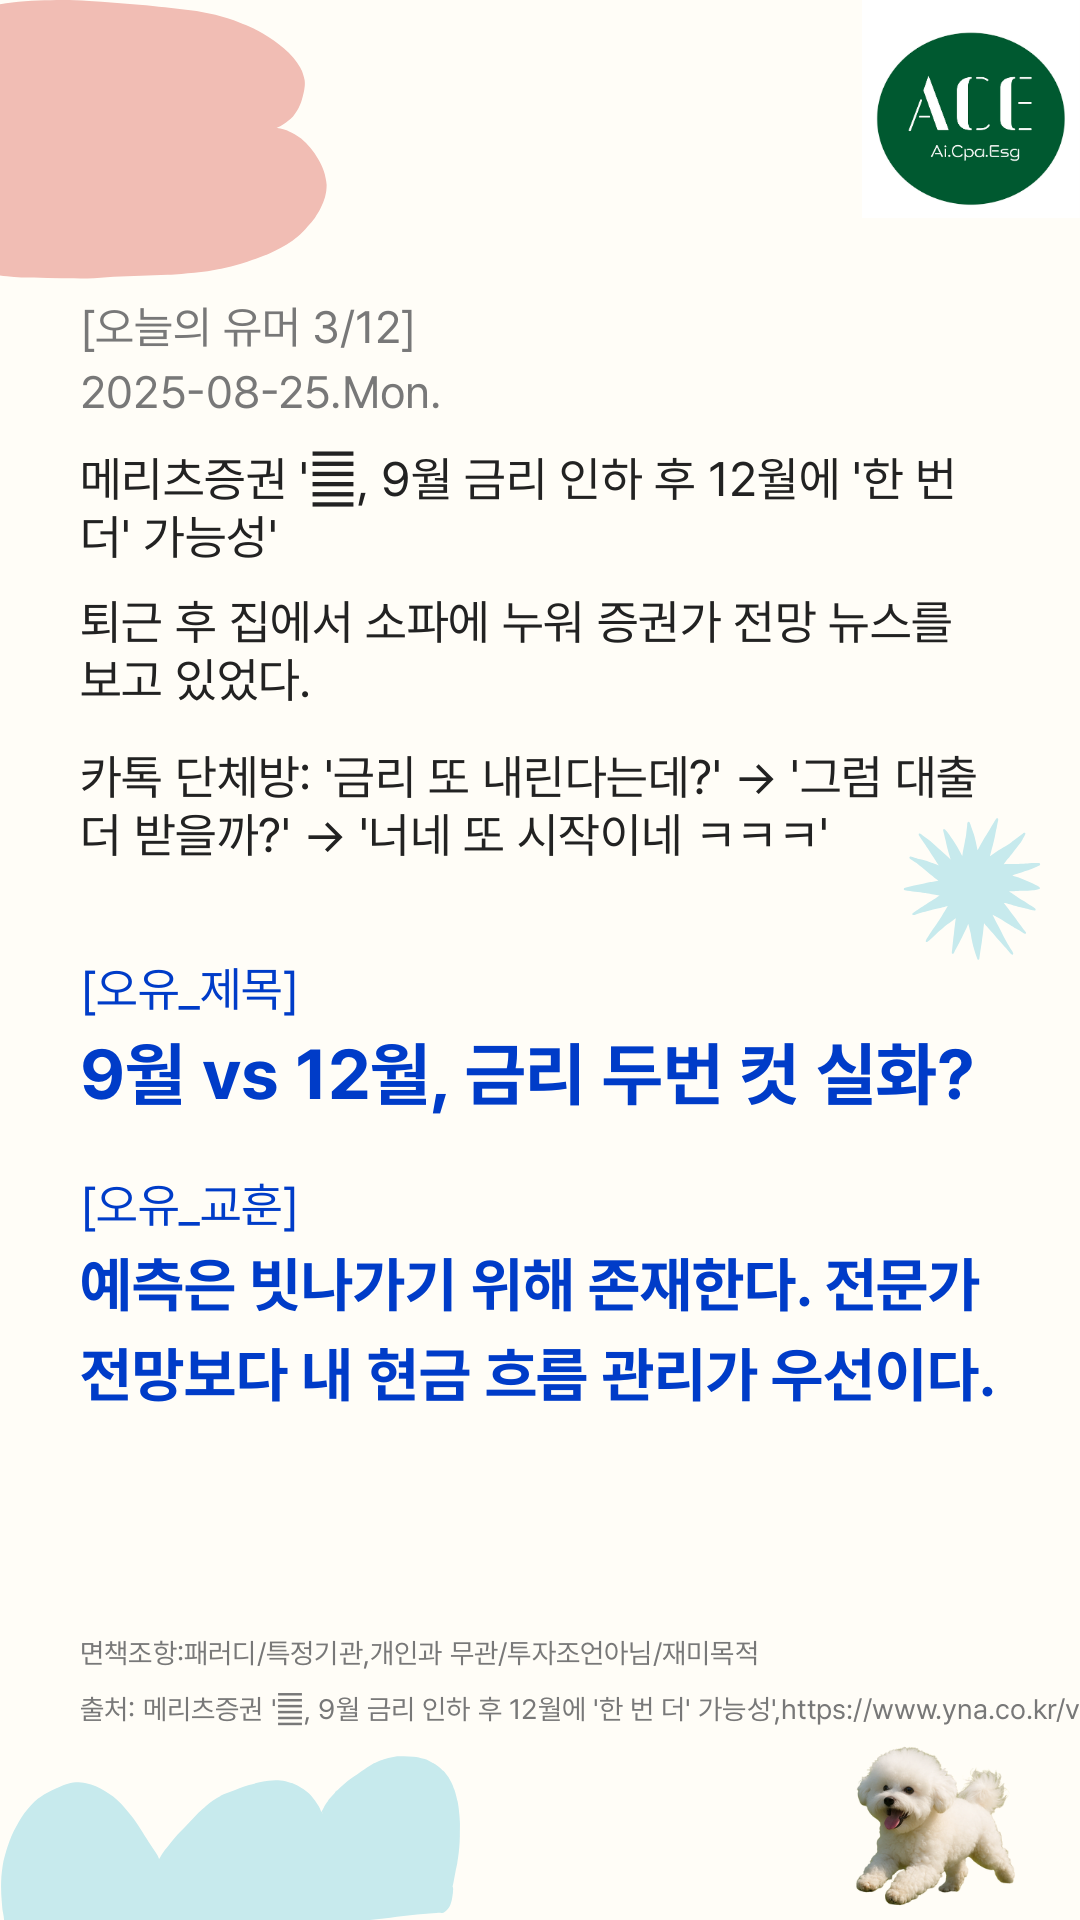 ACE
Ai.Cpa.Esg
[오늘의 유머 3/12]
2025-08-25.Mon.
메리츠증권 ', 9월 금리 인하 후 12월에 '한 번
더' 가능성'
퇴근 후 집에서 소파에 누워 증권가 전망 뉴스를
보고 있었다.
카톡 단체방: '금리 또 내린다는데?' → '그럼 대출
더 받을까?' → '너네 또 시작이네 ㅋㅋㅋ'
[오유_제목]
9월 vs 12월, 금리 두번 컷 실화?
[오유_교훈]
예측은 빗나가기 위해 존재한다. 전문가
전망보다 내 현금 흐름 관리가 우선이다.
면책조항:패러디/특정기관,개인과 무관/투자조언아님/재미목적
출처: 메리츠증권 ', 9월 금리 인하 후 12월에 '한 번 더' 가능성',https://www.yna.co.kr/v